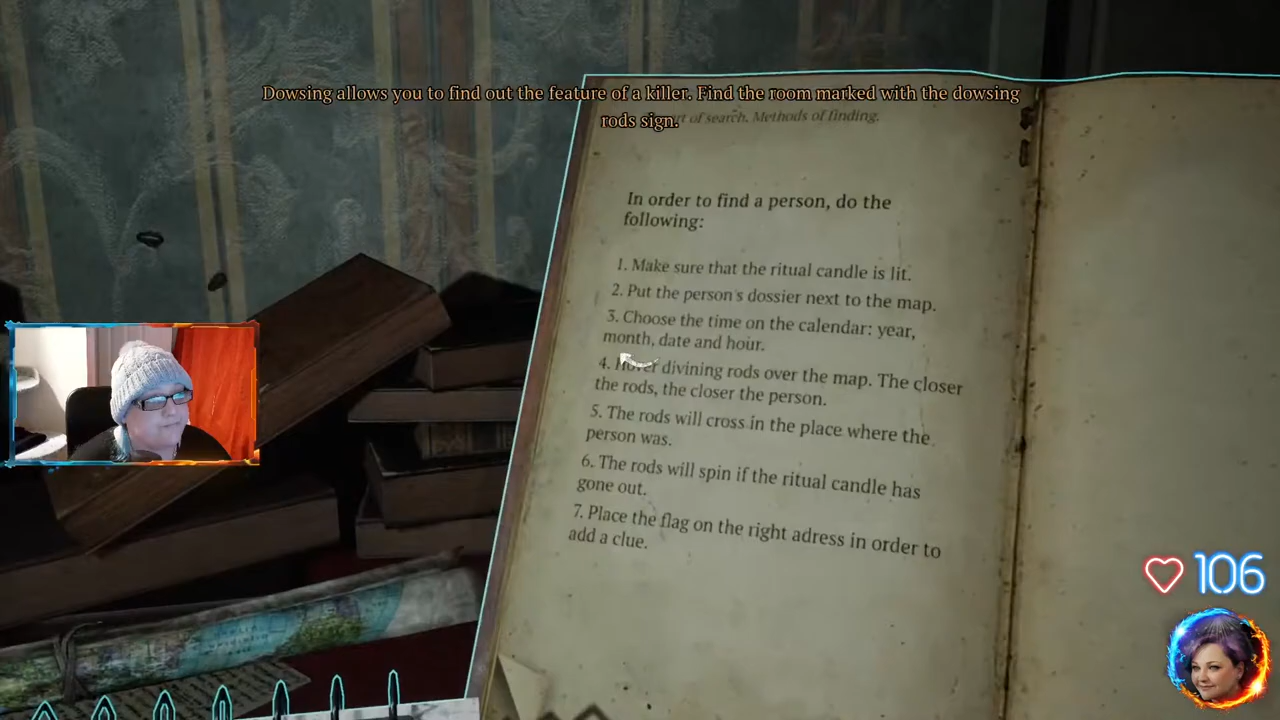 Dowsing allows you to find out the feature of a killer. Find the room marked with the dowsing
rods sign.
of search. Methods of finding.
In order to find a person, do the
following:
1. Make sure that the ritual candle is lit.
2. Put the person's dossier next to the map.
3. Choose the time on the calendar: year,
month, date and hour.
4. Hover divining rods over the map. The closer
the rods, the closer the person.
5. The rods will cross in the place where the
person was.
6. The rods will spin if the ritual candle has
gone out.
7. Place the flag on the right adress in order to
add a clue.
106